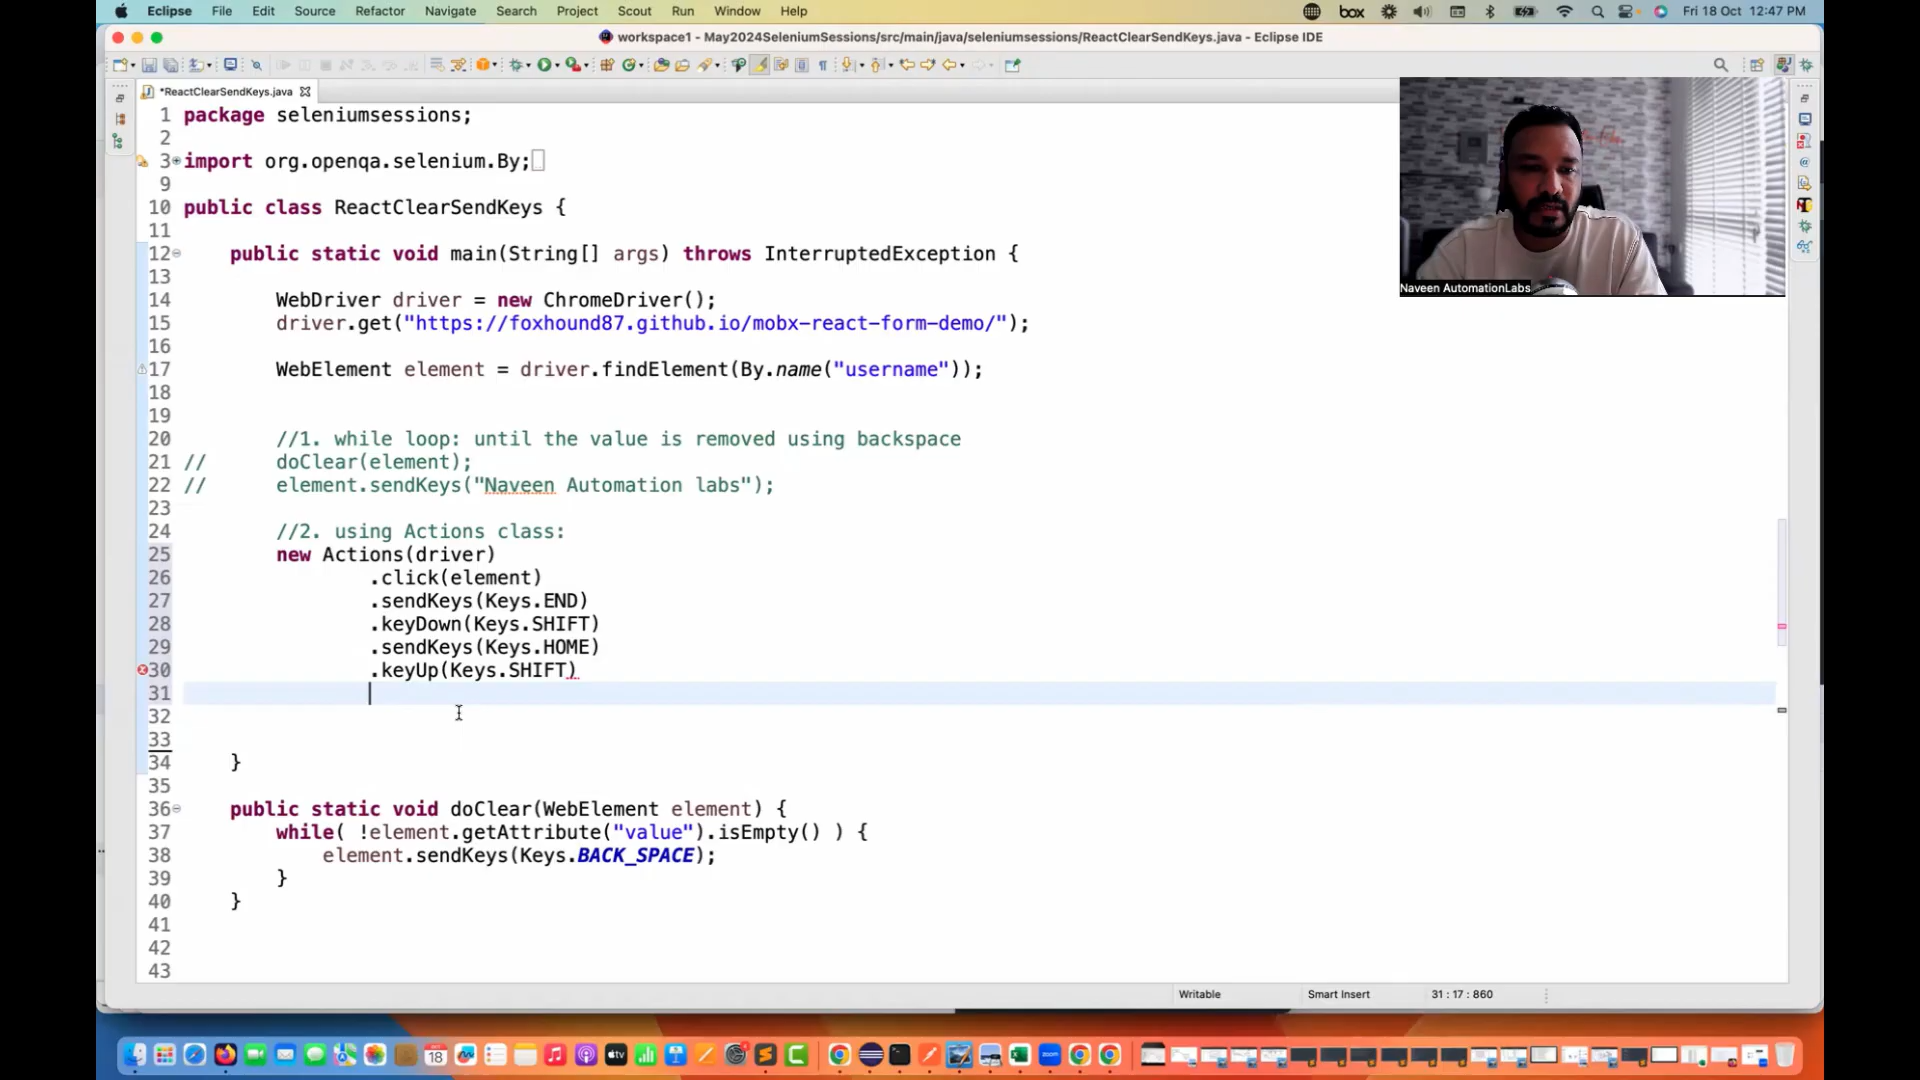 Eclipse File Edit Source Refactor Navigate Search Project Scout Run Window Help
box
Fri 18 Oct 12:47 PM
workspace1 - May2024SeleniumSessions/src/main/java/seleniumsessions/ReactClearSendKeys.java - Eclipse IDE
*ReactClearSendKeys.java
1 package seleniumsessions;
2
3 import org.openqa.selenium.By;
9
10 public class ReactClearSendKeys {
11
12 public static void main(String[] args) throws InterruptedException {
13
14 WebDriver driver = new ChromeDriver();
15 driver.get("https://foxhound87.github.io/mobx-react-form-demo/");
16
17 WebElement element = driver.findElement(By.name("username"));
18
19
20 //1. while loop: until the value is removed using backspace
21 // doClear(element);
22 // element.sendKeys("Naveen Automation labs");
23
24 //2. using Actions class:
25 new Actions(driver)
26 .click(element)
27 .sendKeys(Keys.END)
28 .keyDown(Keys.SHIFT)
29 .sendKeys(Keys.HOME)
30 .keyUp(Keys.SHIFT)
31
32
33
34 }
35
36 public static void doClear(WebElement element) {
37 while( !element.getAttribute("value").isEmpty() ) {
38 element.sendKeys(Keys.BACK_SPACE);
39 }
40 }
41
42
43
Naveen AutomationLabs
Writable Smart Insert 31 : 17 : 860
18
tv
zoom